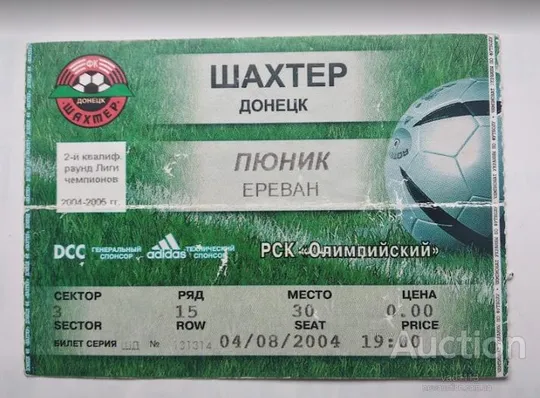 ФК
ДОНЕЦК
ШАХТЕР
ШАХТЕР
ДОНЕЦК
2-й квалиф.
раунд Лиги
чемпионов
2004-2005 гг.
ПЮНИК
ЕРЕВАН
DCC ГЕНЕРАЛЬНЫЙ СПОНСОР
adidas ТЕХНИЧЕСКИЙ СПОНСОР
РСК «Олимпийский»
СЕКТОР РЯД МЕСТО ЦЕНА
3 15 30 0.00
SECTOR ROW SEAT PRICE
БИЛЕТ СЕРИЯ ШД № 131314 04/08/2004 19:00
Auction